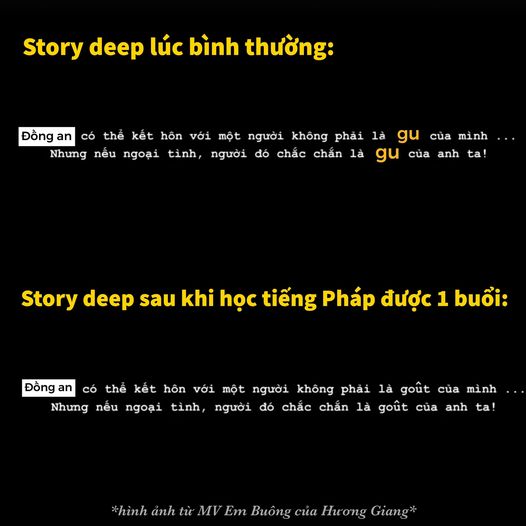 Story deep lúc bình thường:
Đồng an có thể kết hôn với một người không phải là gu của mình ...
Nhưng nếu ngoại tình, người đó chắc chắn là gu của anh ta!
Story deep sau khi học tiếng Pháp được 1 buổi:
Đồng an có thể kết hôn với một người không phải là goût của mình ...
Nhưng nếu ngoại tình, người đó chắc chắn là goût của anh ta!
*hình ảnh từ MV Em Buông của Hương Giang*